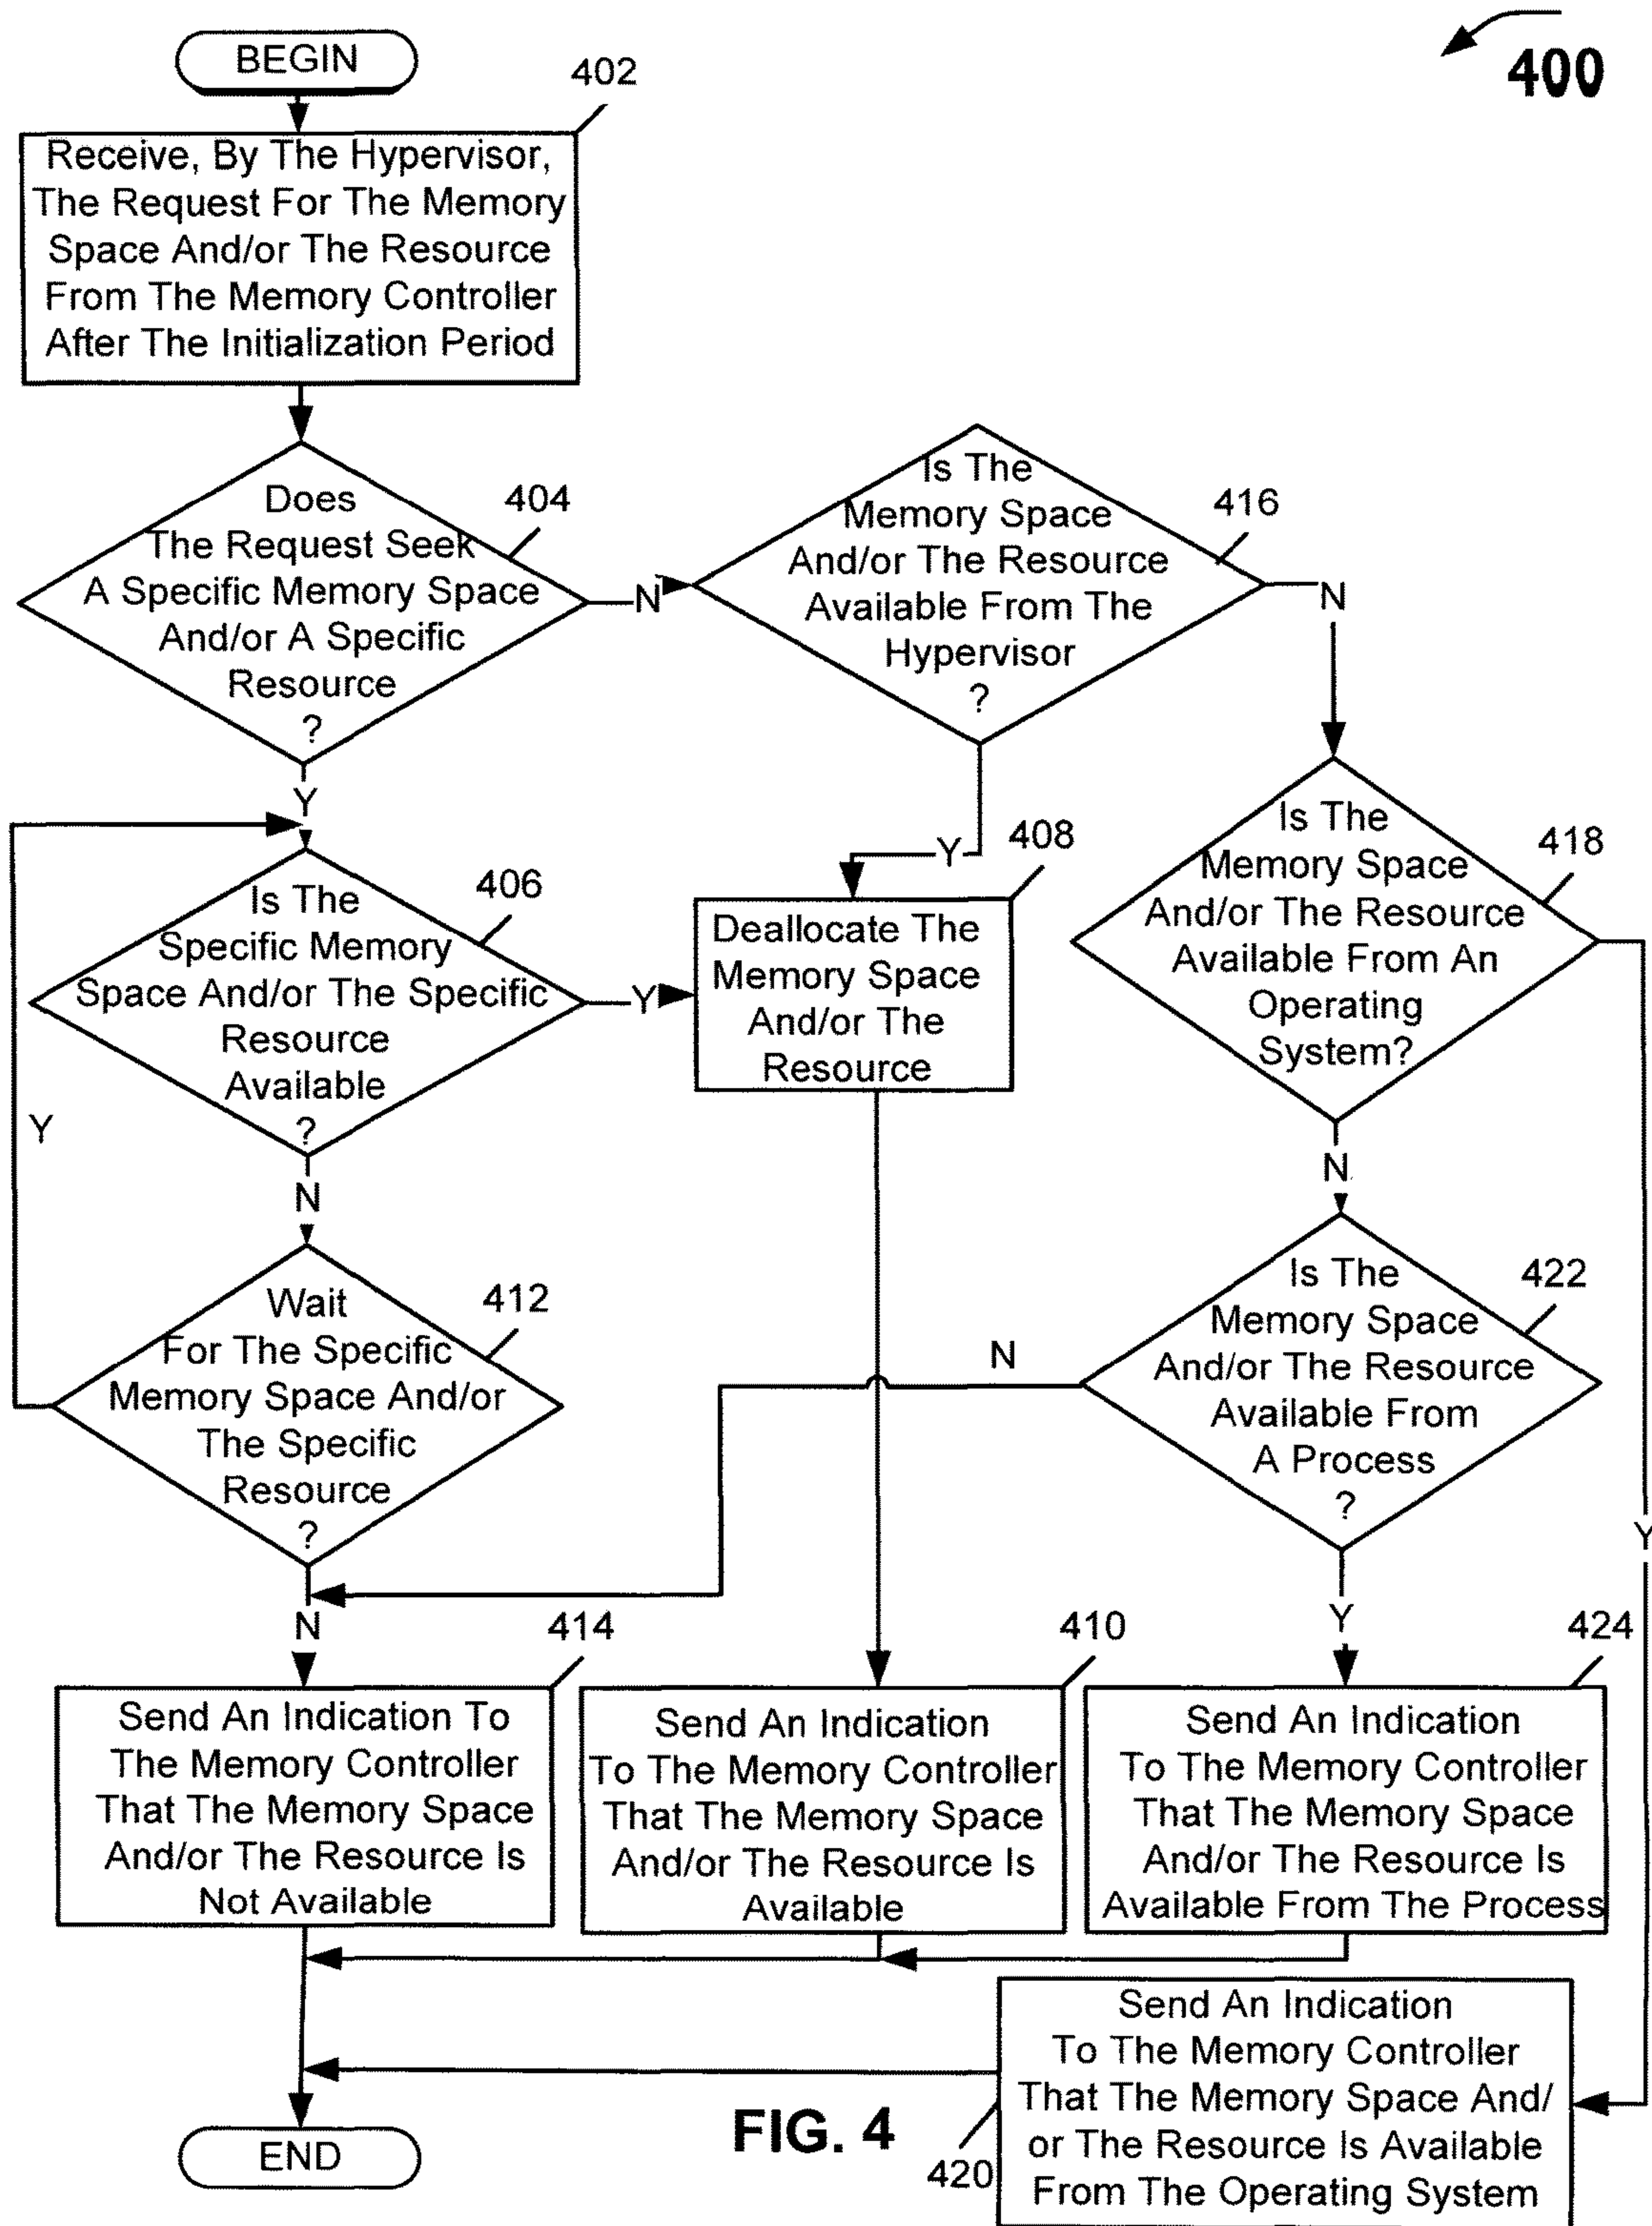 BEGIN
400
402
Receive, By The Hypervisor,
The Request For The Memory
Space And/or The Resource
From The Memory Controller
After The Initialization Period
Does
The Request Seek
A Specific Memory Space
And/or A Specific
Resource
?
404
N
Y
Is The
Memory Space
And/or The Resource
Available From The
Hypervisor
?
416
N
Y
Is The
Specific Memory
Space And/or The Specific
Resource
Available
?
406
Y
N
Deallocate The
Memory Space
And/or The
Resource
408
Is The
Memory Space
And/or The Resource
Available From An
Operating
System?
418
N
Y
Wait
For The Specific
Memory Space And/or
The Specific
Resource
?
412
Y
N
Is The
Memory Space
And/or The Resource
Available From
A Process
?
422
N
Y
414
Send An Indication To
The Memory Controller
That The Memory Space
And/or The Resource Is
Not Available
410
Send An Indication
To The Memory Controller
That The Memory Space
And/or The Resource Is
Available
424
Send An Indication
To The Memory Controller
That The Memory Space
And/or The Resource Is
Available From The Process
Send An Indication
To The Memory Controller
That The Memory Space And/
or The Resource Is Available
From The Operating System
420
END
FIG. 4